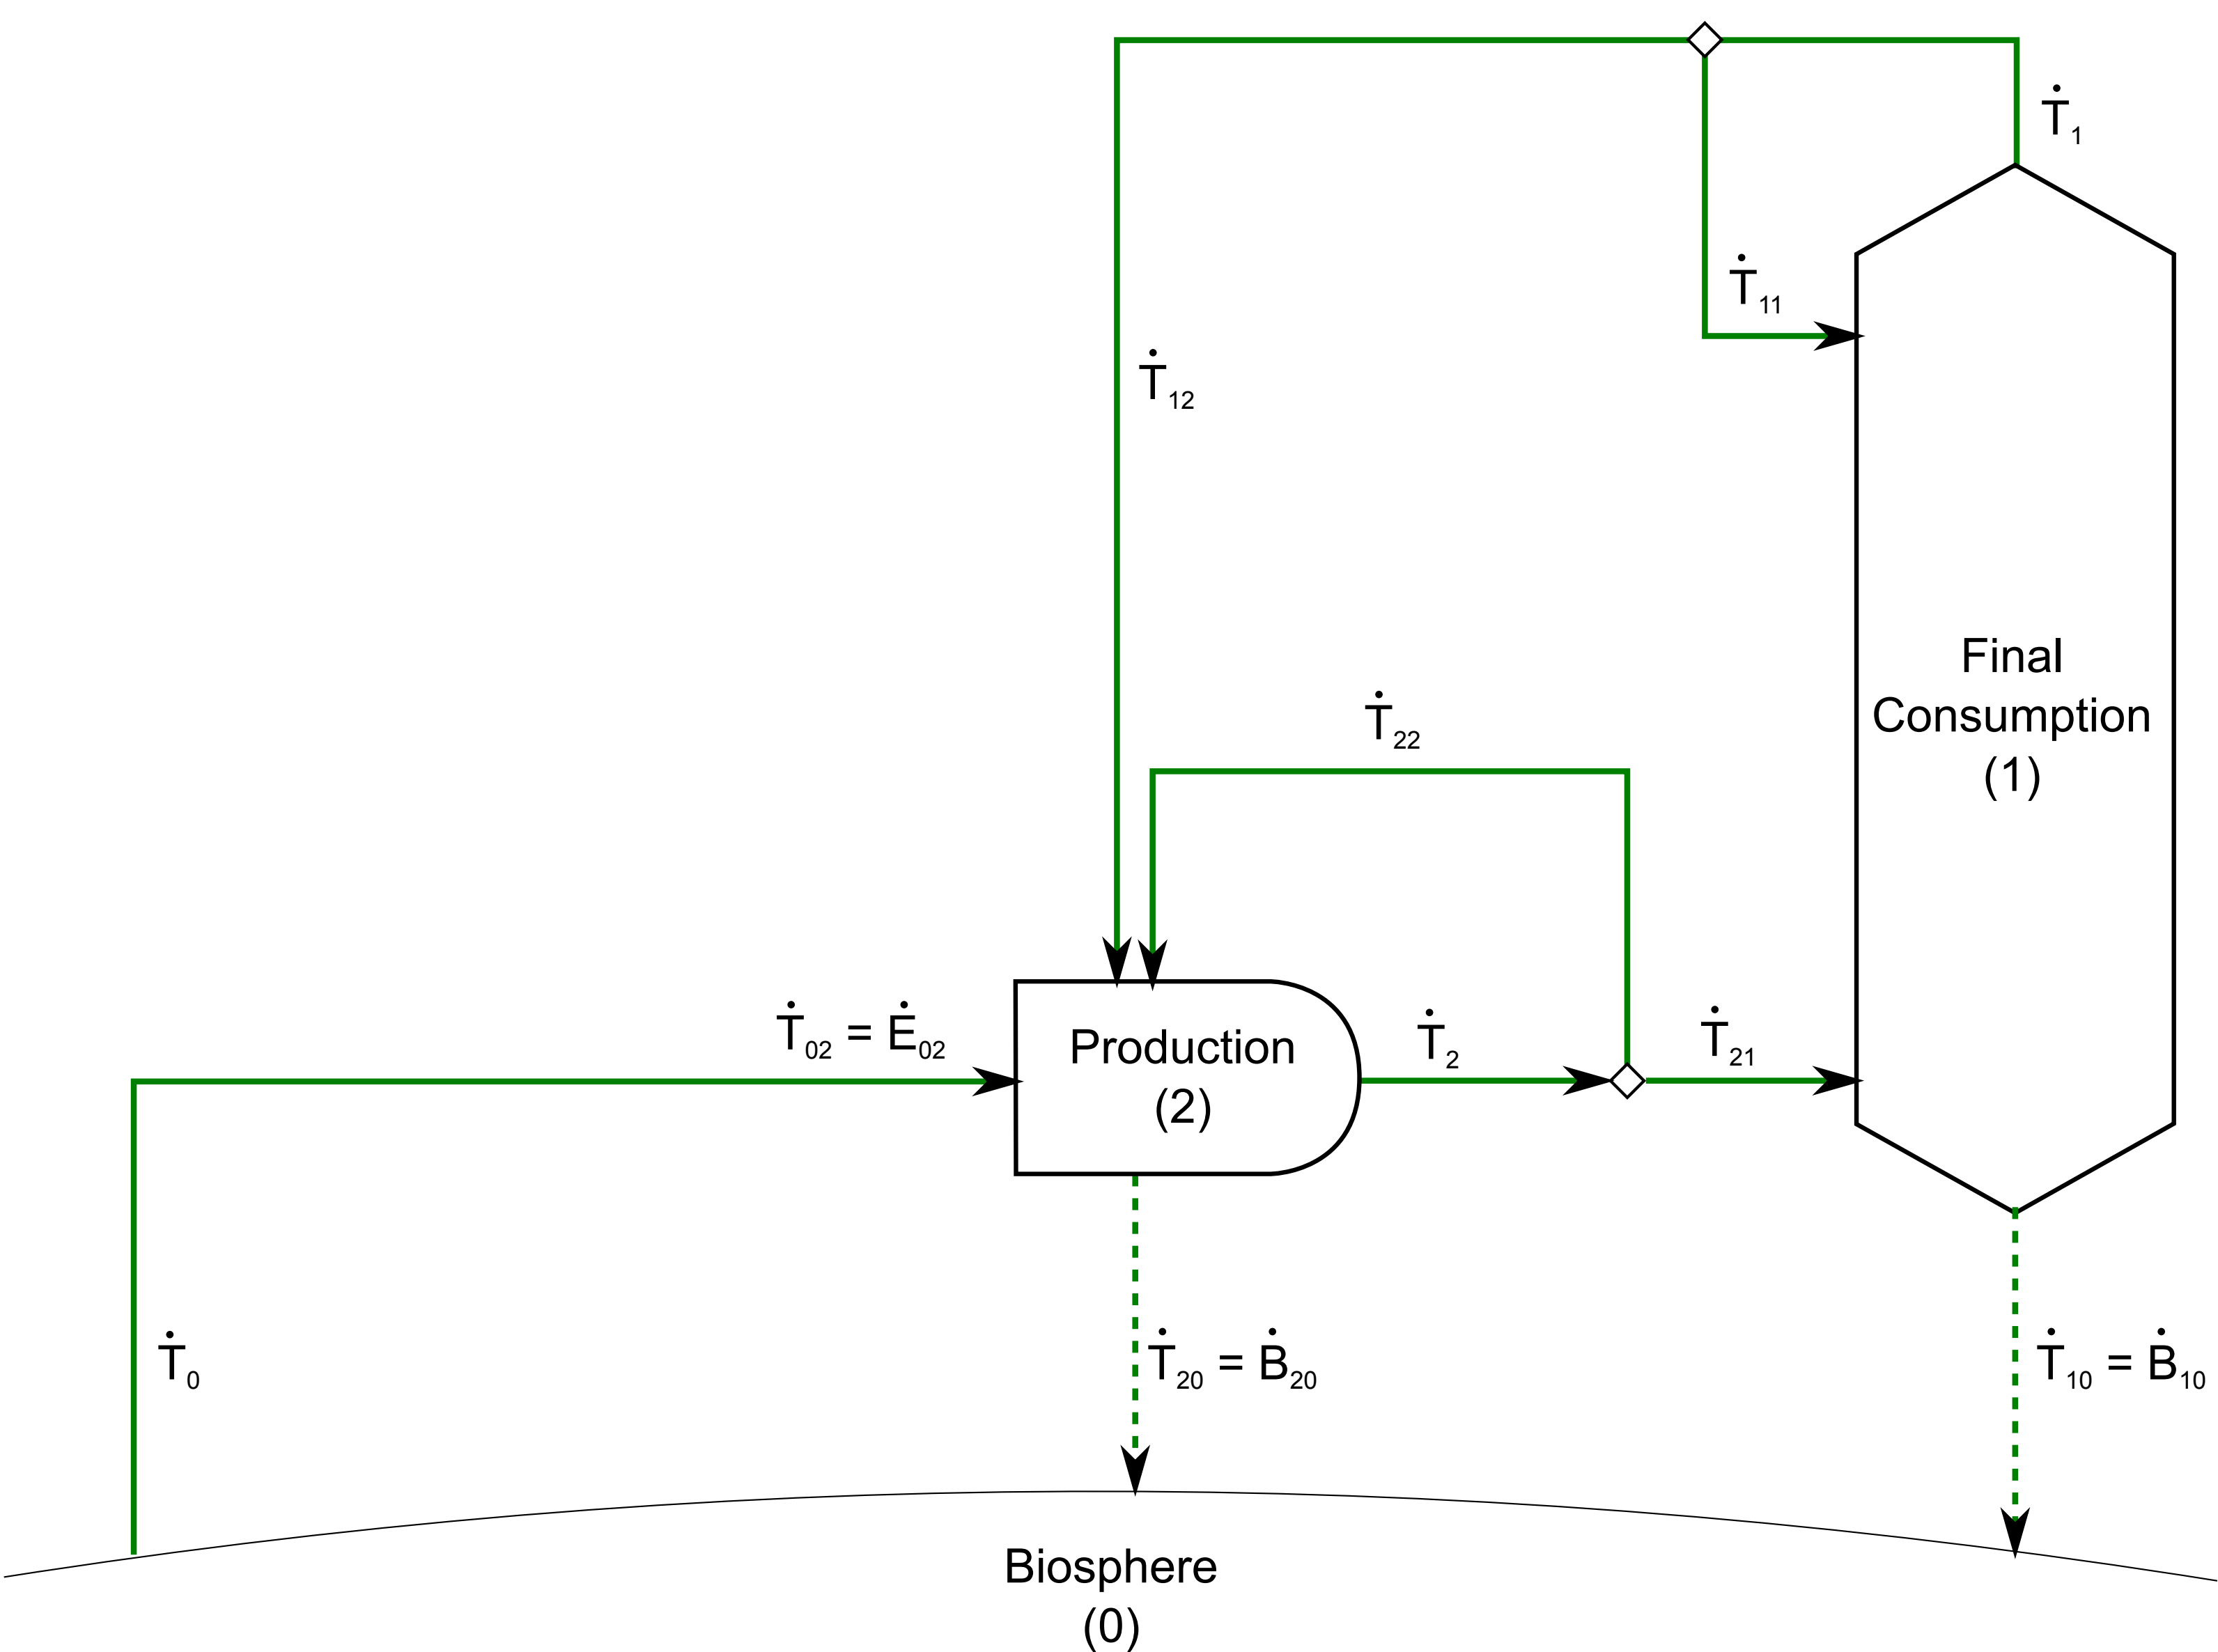 Ṫ₁
Ṫ₁₁
Ṫ₁₂
Final
Consumption
(1)
Ṫ₂₂
Ṫ₀₂ = Ė₀₂
Production
(2)
Ṫ₂
Ṫ₂₁
Ṫ₀
Ṫ₂₀ = Ḃ₂₀
Ṫ₁₀ = Ḃ₁₀
Biosphere
(0)